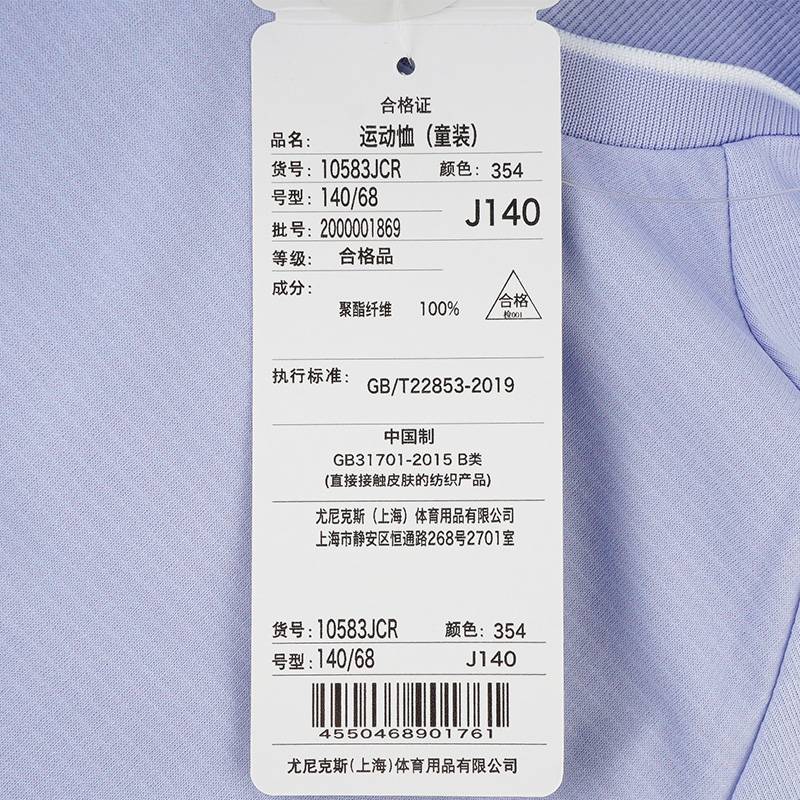 合格证
品名: 运动恤（童装）
货号: 10583JCR 颜色: 354
号型: 140/68
J140
批号: 2000001869
等级: 合格品
成分:
聚酯纤维 100%
合格
检001
执行标准: GB/T22853-2019
中国制
GB31701-2015 B类
(直接接触皮肤的纺织产品)
尤尼克斯（上海）体育用品有限公司
上海市静安区恒通路268号2701室
货号: 10583JCR 颜色: 354
号型: 140/68 J140
4550468901761
尤尼克斯(上海)体育用品有限公司